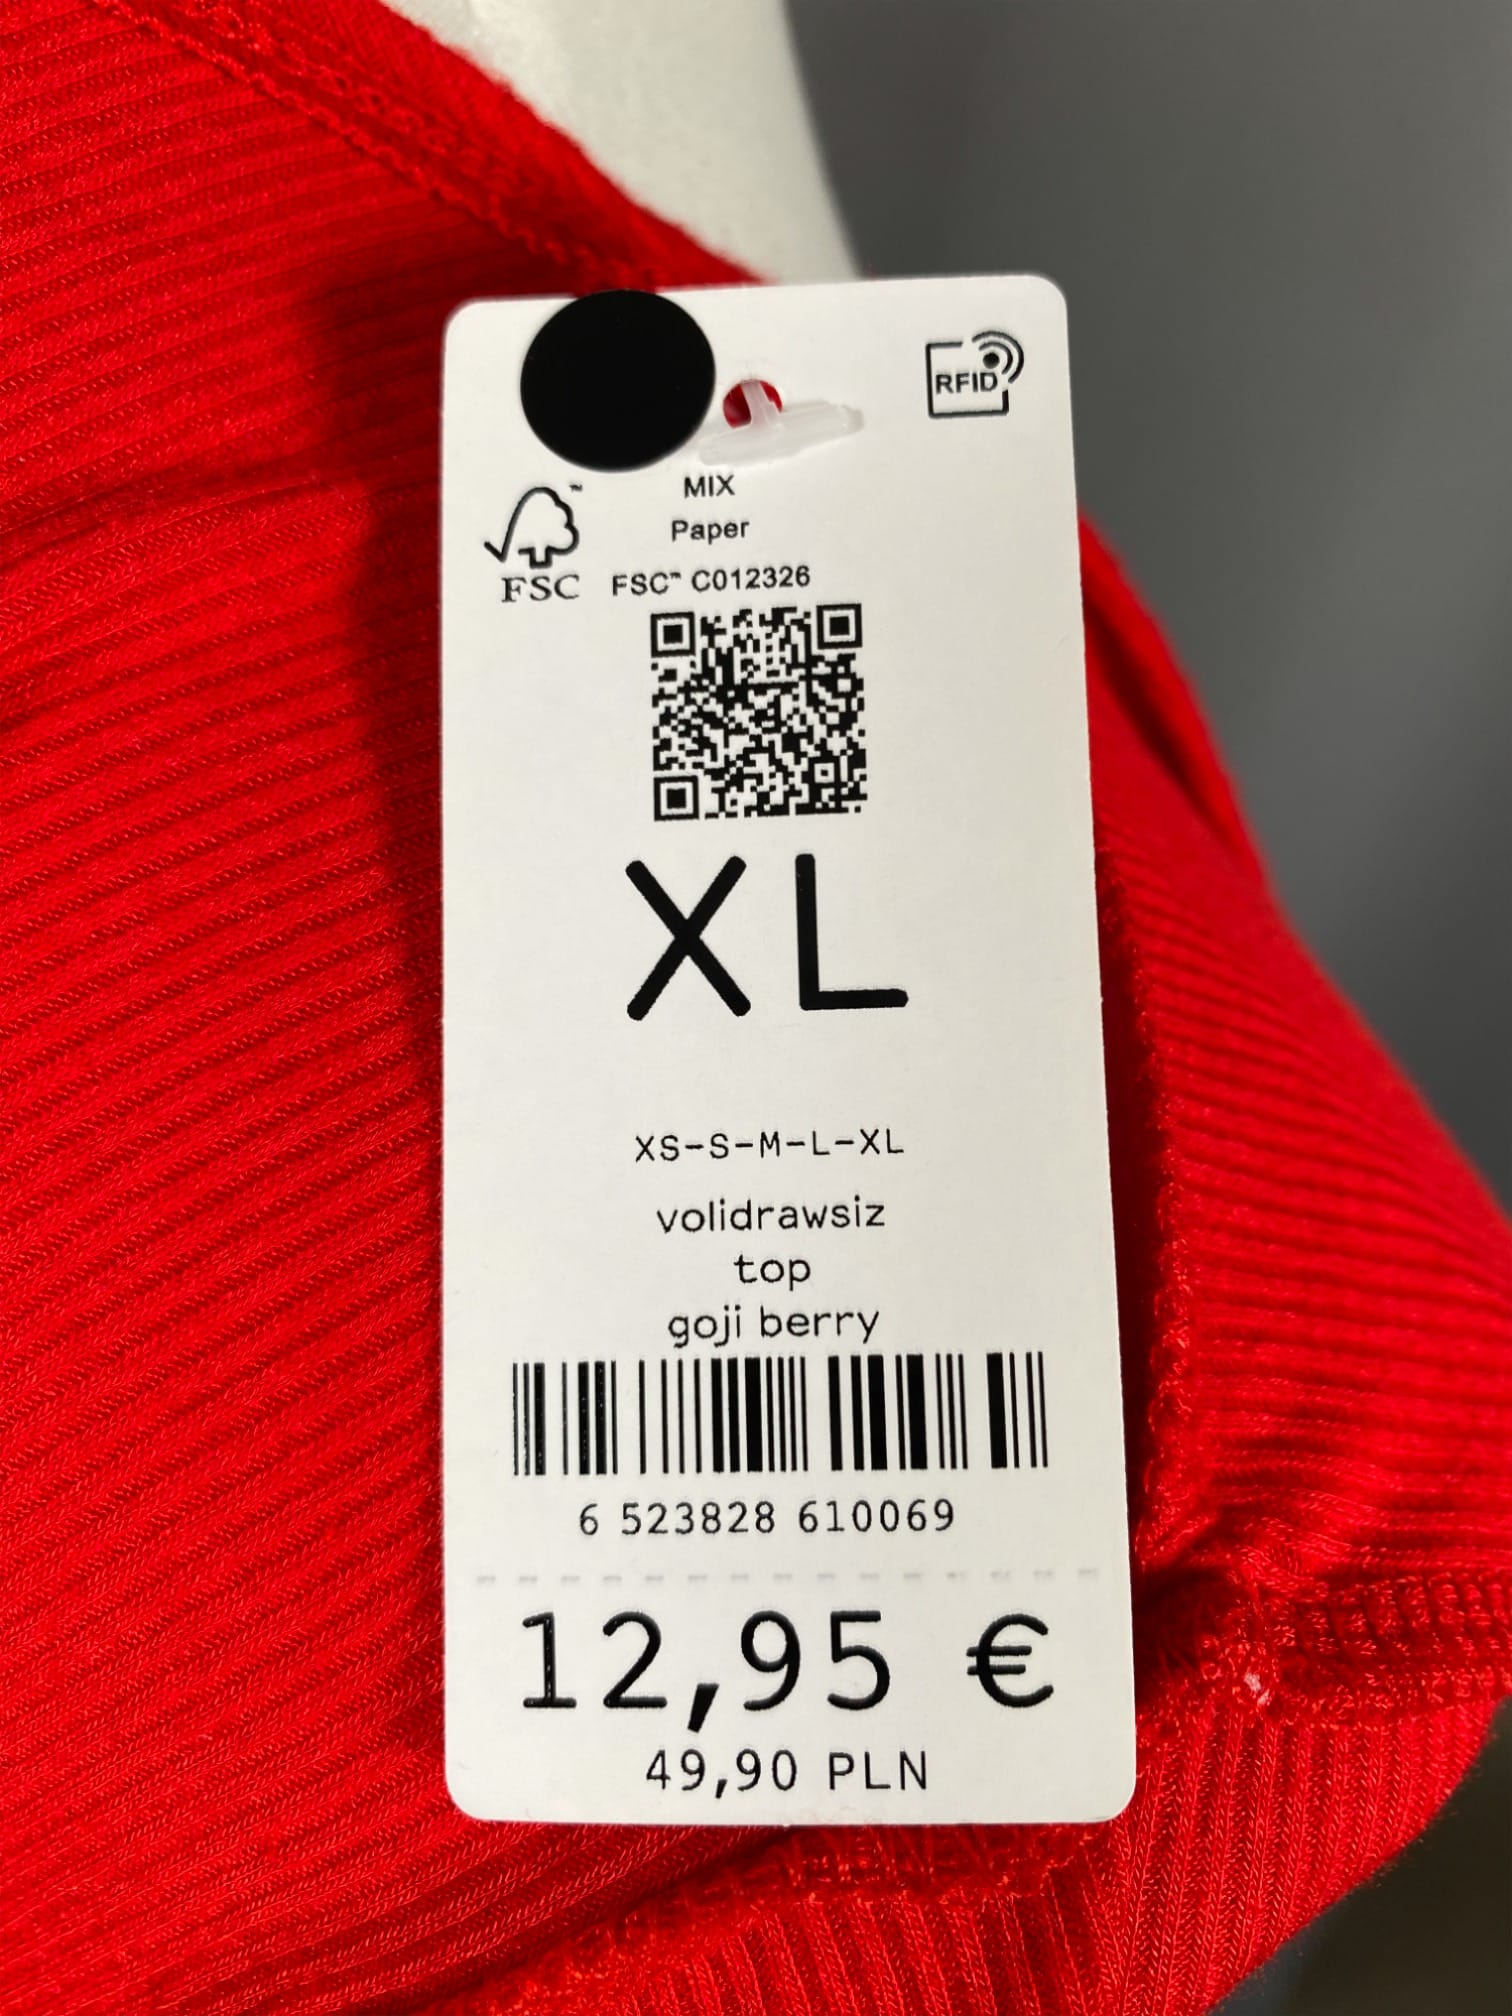 RFID
MIX
Paper
FSC™
FSC™ C012326
XL
XS-S-M-L-XL
volidrawsiz
top
goji berry
6 523828 610069
12,95 €
49,90 PLN